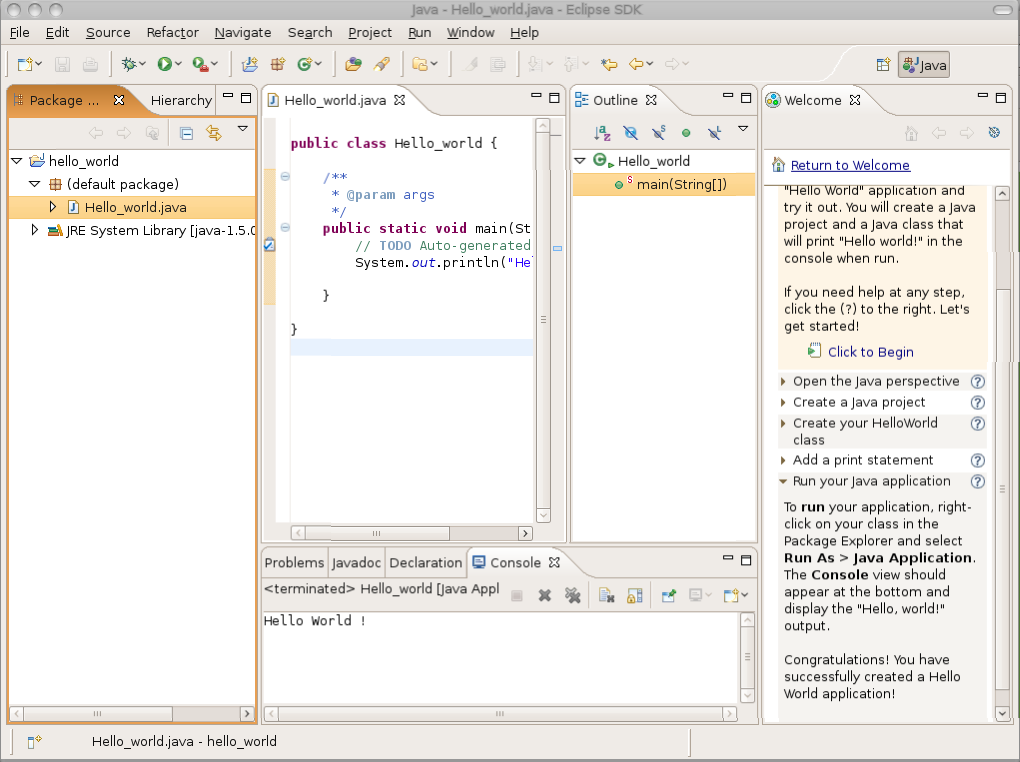 Java - Hello_world.java - Eclipse SDK
File Edit Source Refactor Navigate Search Project Run Window Help
Java
Package ... Hierarchy
hello_world
(default package)
Hello_world.java
JRE System Library [java-1.5.0
Hello_world.java
public class Hello_world {
/**
* @param args
*/
public static void main(St
// TODO Auto-generated
System.out.println("He
}
}
Outline
Hello_world
main(String[])
Welcome
Return to Welcome
"Hello World" application and
try it out. You will create a Java
project and a Java class that
will print "Hello world!" in the
console when run.
If you need help at any step,
click the (?) to the right. Let's
get started!
Click to Begin
Open the Java perspective
Create a Java project
Create your HelloWorld
class
Add a print statement
Run your Java application
To run your application, right-
click on your class in the
Package Explorer and select
Run As > Java Application.
The Console view should
appear at the bottom and
display the "Hello, world!"
output.
Congratulations! You have
successfully created a Hello
World application!
Problems Javadoc Declaration Console
<terminated> Hello_world [Java Appl
Hello World !
Hello_world.java - hello_world